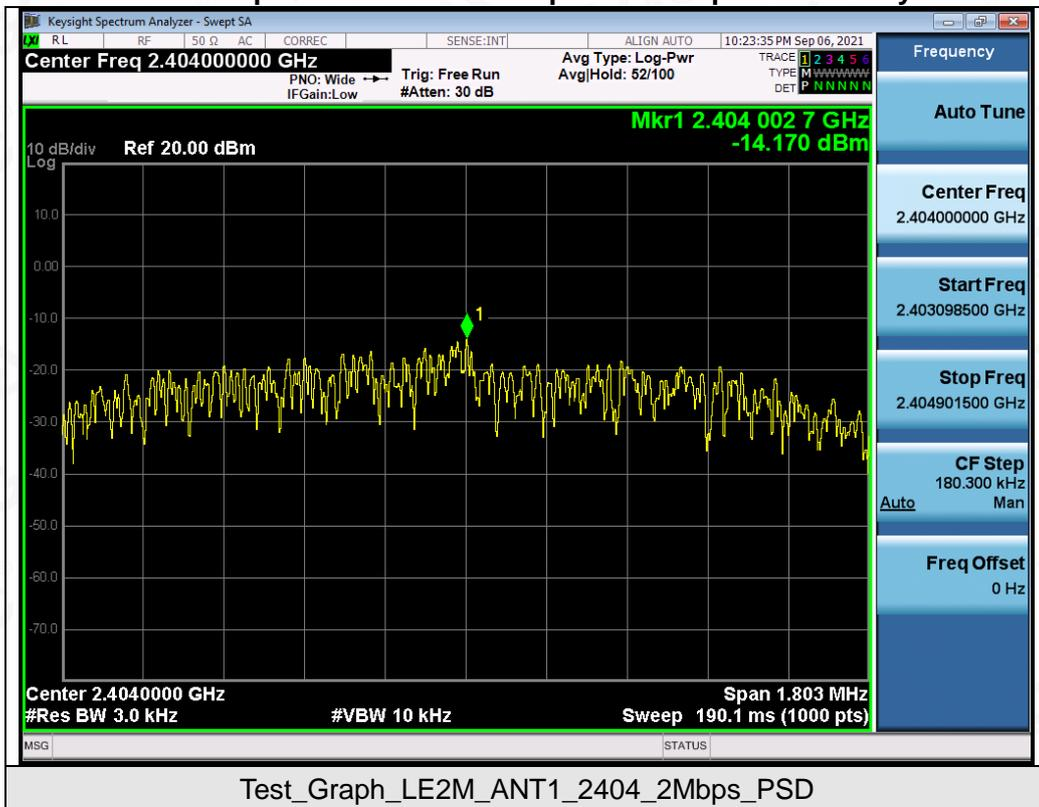 Keysight Spectrum Analyzer - Swept SA
LXI RL RF 50 Ω AC CORREC SENSE:INT ALIGN AUTO 10:23:35 PM Sep 06, 2021
Center Freq 2.404000000 GHz
PNO: Wide
IFGain:Low
Trig: Free Run
#Atten: 30 dB
Avg Type: Log-Pwr
Avg|Hold: 52/100
TRACE 1 2 3 4 5 6
TYPE M WWWWW
DET P N N N N N
Mkr1 2.404 002 7 GHz
-14.170 dBm
10 dB/div
Log
Ref 20.00 dBm
10.0
0.00
-10.0
-20.0
-30.0
-40.0
-50.0
-60.0
-70.0
1
Center 2.4040000 GHz
Span 1.803 MHz
#Res BW 3.0 kHz
#VBW 10 kHz
Sweep 190.1 ms (1000 pts)
MSG
STATUS
Frequency
Auto Tune
Center Freq
2.404000000 GHz
Start Freq
2.403098500 GHz
Stop Freq
2.404901500 GHz
CF Step
180.300 kHz
Auto Man
Freq Offset
0 Hz
Test_Graph_LE2M_ANT1_2404_2Mbps_PSD